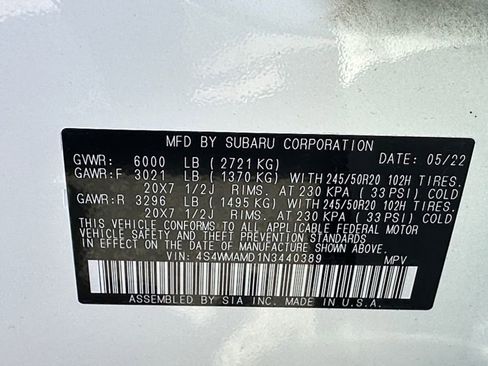 MFD BY SUBARU CORPORATION
GVWR: 6000 LB (2721 KG) DATE: 05/22
GAWR:F 3021 LB (1370 KG) WITH 245/50R20 102H TIRES.
20X7 1/2J RIMS. AT 230 KPA (33 PSI) COLD
GAWR:R 3296 LB (1495 KG) WITH 245/50R20 102H TIRES.
20X7 1/2J RIMS. AT 230 KPA (33 PSI) COLD
THIS VEHICLE CONFORMS TO ALL APPLICABLE FEDERAL MOTOR
VEHICLE SAFETY AND THEFT PREVENTION STANDARDS
IN EFFECT ON THE DATE OF MANUFACTURE SHOWN ABOVE.
VIN: 4S4WMAMD1N3440389 MPV
ASSEMBLED BY SIA INC. MADE IN U.S.A.